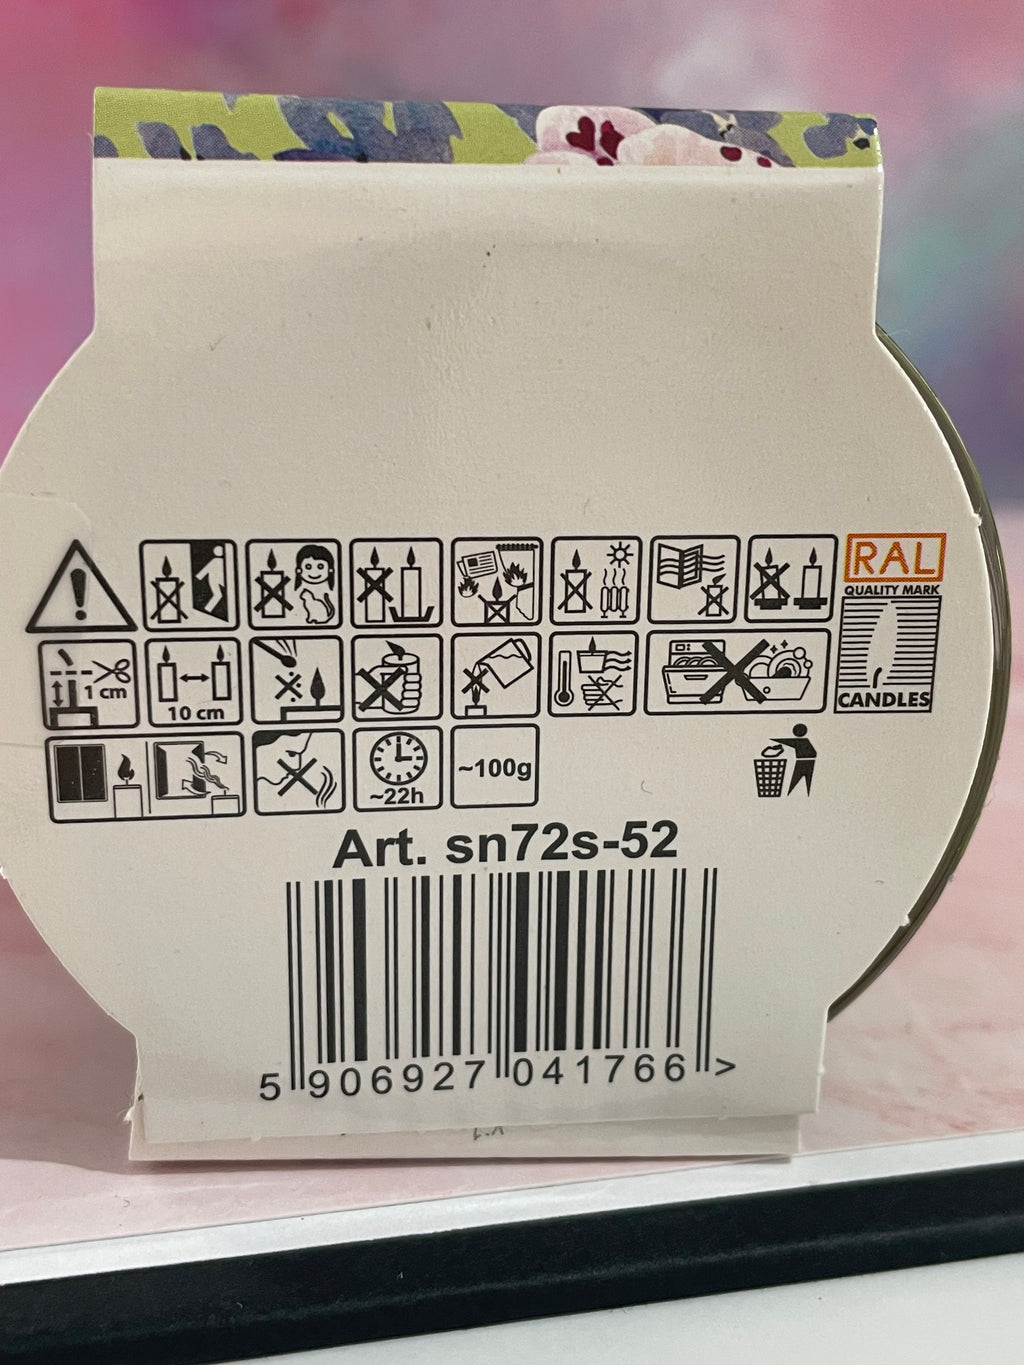 RAL
QUALITY MARK
CANDLES
1 cm
10 cm
~22h
~100g
Art. sn72s-52
5 906927 041766 >